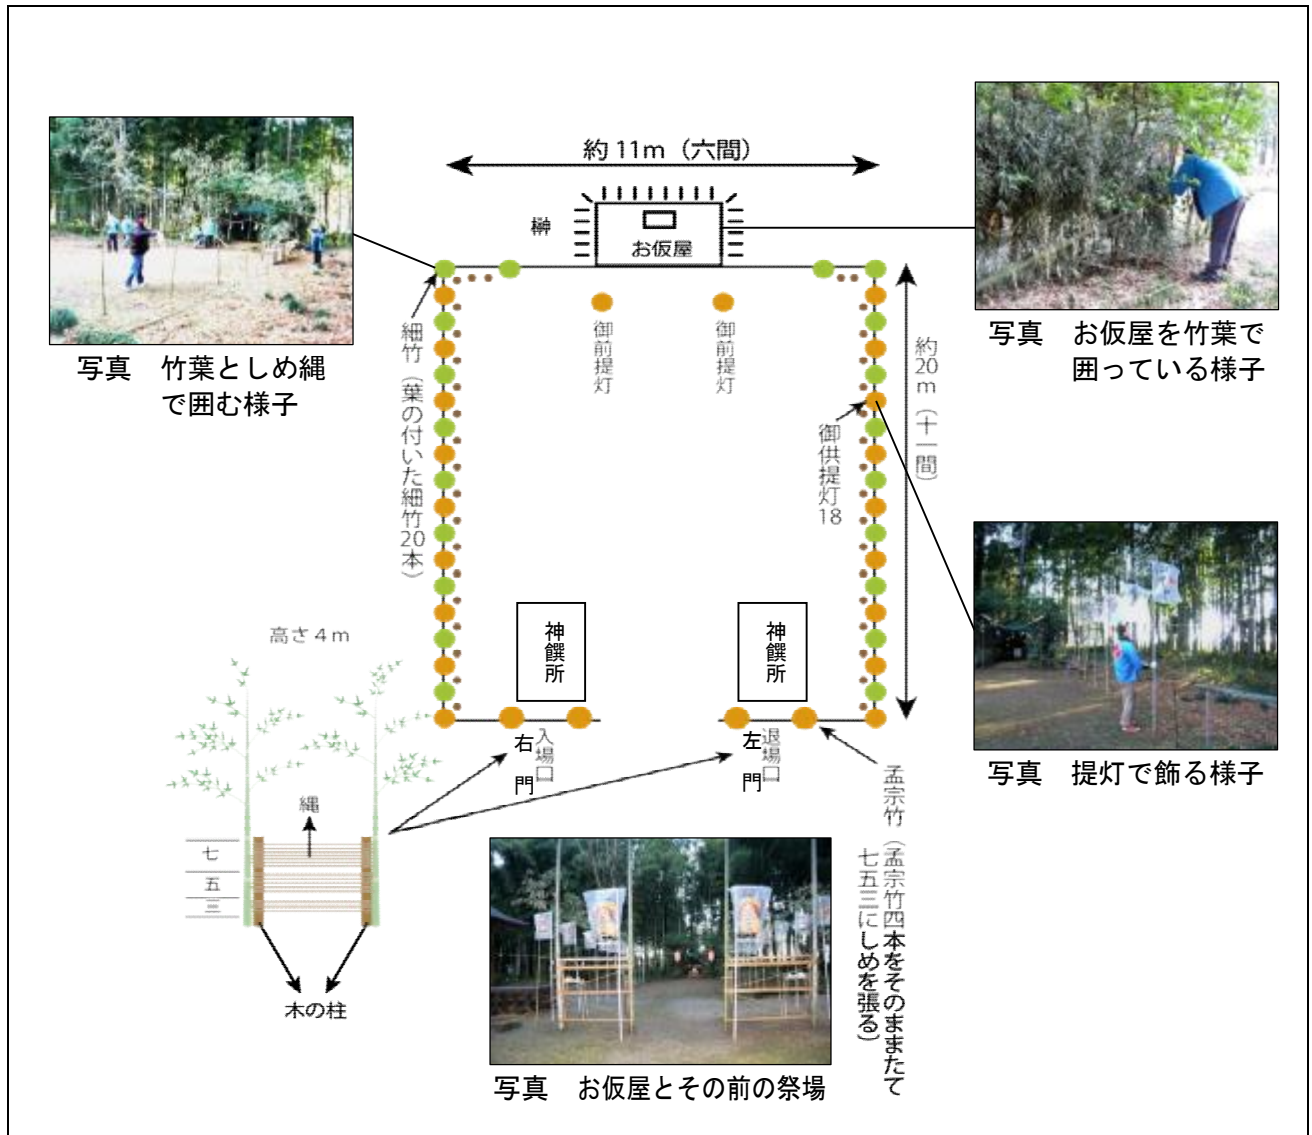 約11m（六間）
榊
お仮屋
写真　竹葉としめ縄
で囲む様子
写真　お仮屋を竹葉で
囲っている様子
細竹（葉の付いた細竹20本）
御前提灯
御前提灯
御供提灯18
約20m（十一間）
高さ4m
神饌所
神饌所
写真　提灯で飾る様子
右門
入場口
左門
退場口
縄
七
五
三
木の柱
孟宗竹（孟宗竹四本をそのままたて
七五三にしめを張る）
写真　お仮屋とその前の祭場